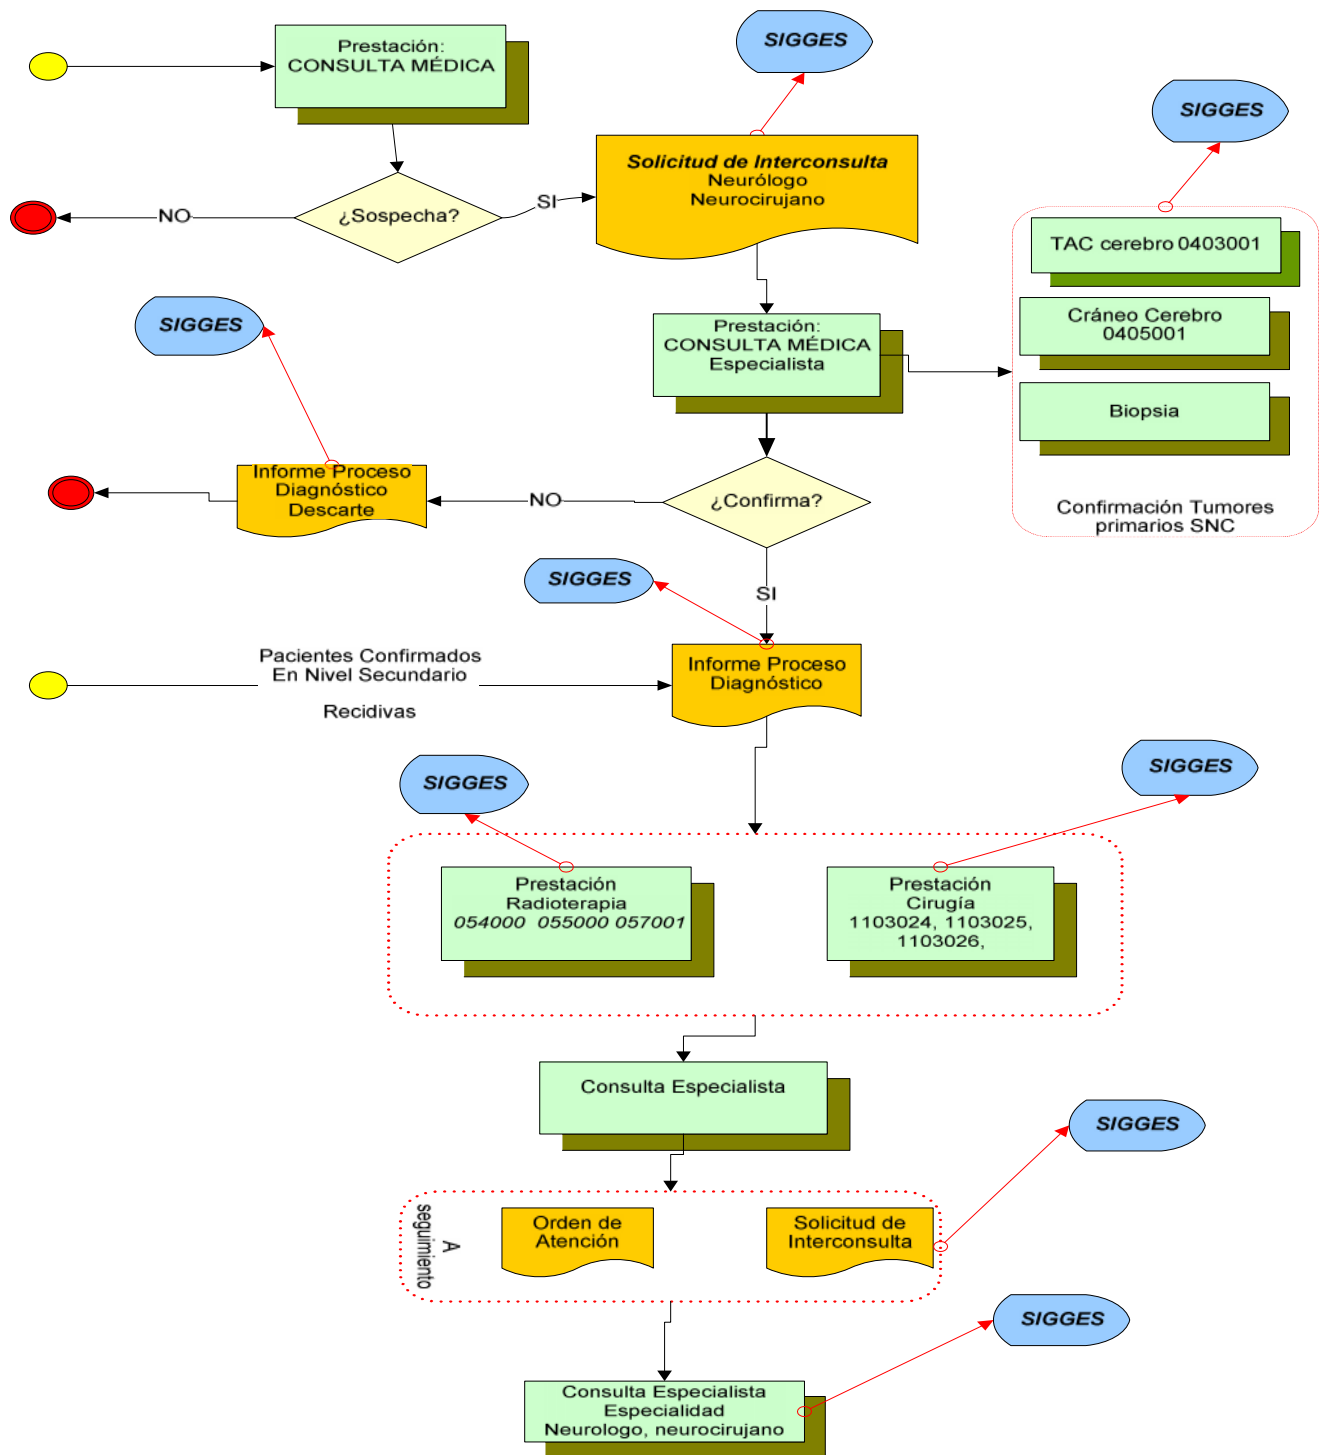 Prestación:
CONSULTA MÉDICA
SIGGES
SIGGES
Solicitud de Interconsulta
Neurólogo
Neurocirujano
¿Sospecha?
SI
NO
TAC cerebro 0403001
Cráneo Cerebro
0405001
Biopsia
Confirmación Tumores
primarios SNC
SIGGES
Prestación:
CONSULTA MÉDICA
Especialista
Informe Proceso
Diagnóstico
Descarte
NO
¿Confirma?
SI
SIGGES
Pacientes Confirmados
En Nivel Secundario
Recidivas
Informe Proceso
Diagnóstico
SIGGES
SIGGES
Prestación
Radioterapia
054000 055000 057001
Prestación
Cirugía
1103024, 1103025,
1103026,
Consulta Especialista
SIGGES
A
seguimiento
Orden de
Atención
Solicitud de
Interconsulta
SIGGES
Consulta Especialista
Especialidad
Neurologo, neurocirujano